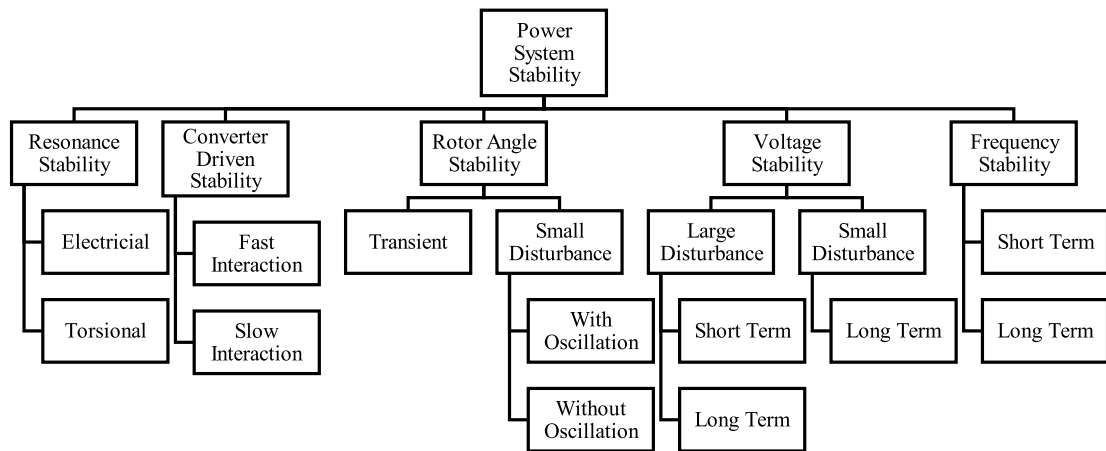 Power
System
Stability
Resonance
Stability
Converter
Driven
Stability
Rotor Angle
Stability
Voltage
Stability
Frequency
Stability
Electricial
Fast
Interaction
Transient
Small
Disturbance
Large
Disturbance
Small
Disturbance
Short Term
Torsional
Slow
Interaction
With
Oscillation
Short Term
Long Term
Long Term
Without
Oscillation
Long Term